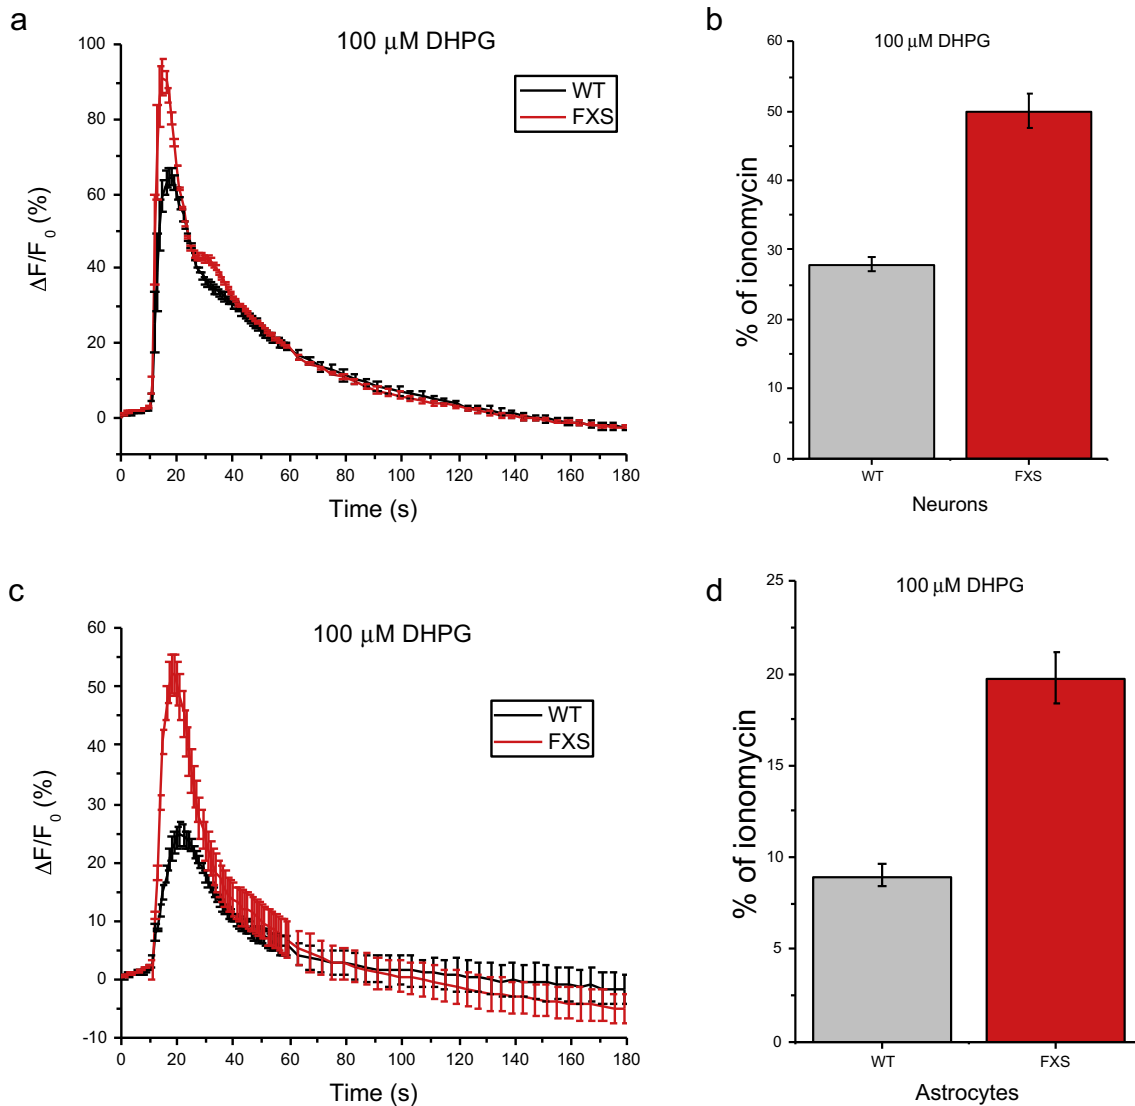 a
100 μM DHPG
WT
FXS
ΔF/F0 (%)
100
80
60
40
20
0
0 20 40 60 80 100 120 140 160 180
Time (s)
b
100 μM DHPG
% of ionomycin
60
50
40
30
20
10
0
WT FXS
Neurons
c
100 μM DHPG
WT
FXS
ΔF/F0 (%)
60
50
40
30
20
10
0
-10
0 20 40 60 80 100 120 140 160 180
Time (s)
d
100 μM DHPG
% of ionomycin
25
20
15
10
5
0
WT FXS
Astrocytes